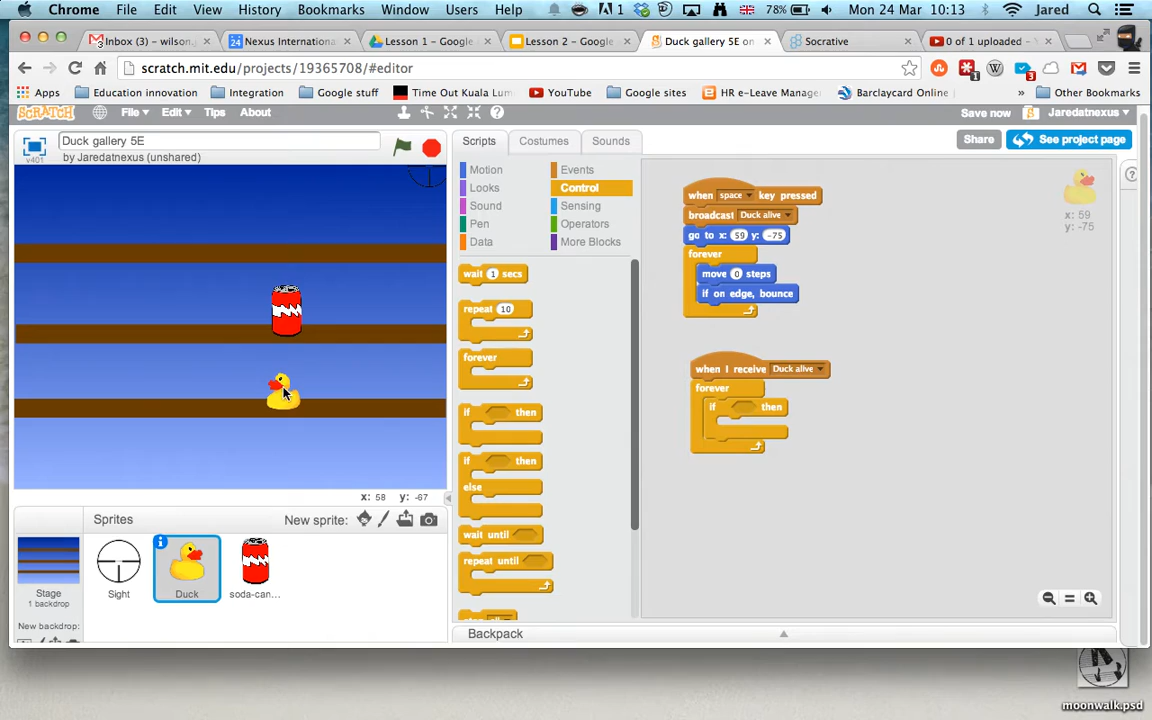 Chrome File Edit View History Bookmarks Window Users Help 1 78% Mon 24 Mar 10:13 Jared
Inbox (3) – wilson, Nexus Internationa Lesson 1 – Google Lesson 2 – Google Duck gallery 5E on Socrative 0 of 1 uploaded –
scratch.mit.edu/projects/19365708/#editor 1
Apps Education innovation Integration Google stuff Time Out Kuala Lum YouTube Google sites HR e-Leave Manage Barclaycard Online » Other Bookmarks
SCRATCH File Edit Tips About Save now Jaredatnexus
Duck gallery 5E
by Jaredatnexus (unshared)
v401
Scripts Costumes Sounds
Share See project page
Motion
Looks
Sound
Pen
Data
Events
Control
Sensing
Operators
More Blocks
wait 1 secs
repeat 10
forever
if then
if then
else
wait until
repeat until
when space key pressed
broadcast Duck alive
go to x: 59 y: -75
forever
move 0 steps
if on edge, bounce
when I receive Duck alive
forever
if then
x: 59
y: -75
?
x: 58 y: -67
Sprites New sprite:
Stage
1 backdrop
New backdrop:
Sight
Duck
soda-can...
Backpack
moonwalk.psd